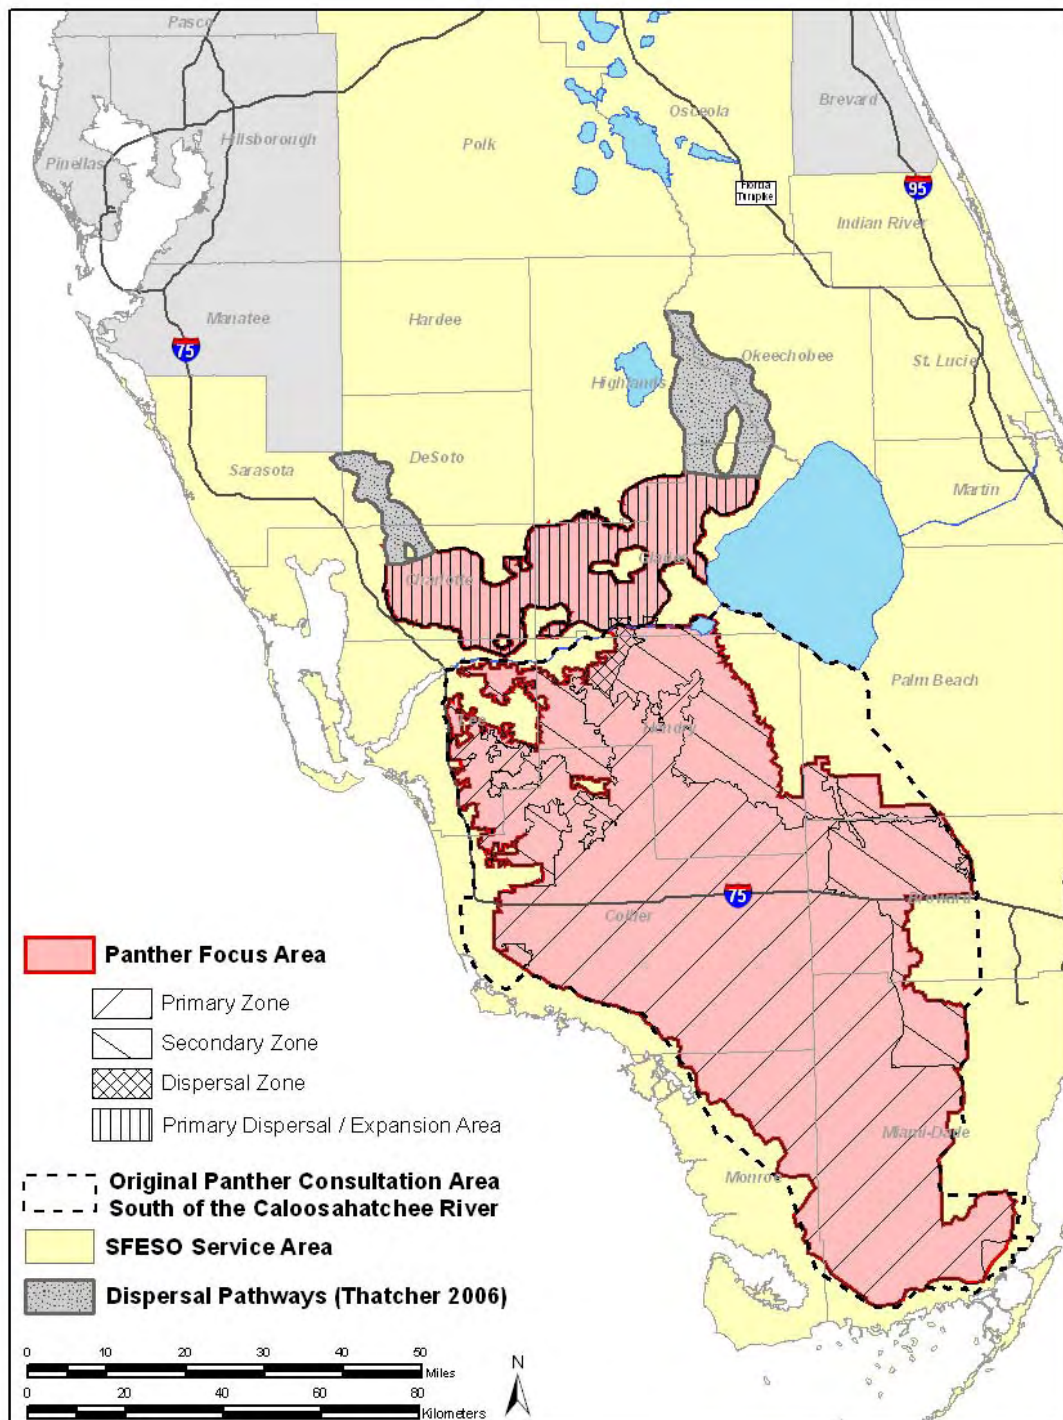 Pasco
Hillsborough
Pinellas
Polk
Osceola
Brevard
Florida
Turnpike
95
Indian River
Manatee
75
Hardee
Highlands
Okeechobee
St. Lucie
Sarasota
DeSoto
Martin
Charlotte
Glades
Palm Beach
Lee
Hendry
75
Collier
Broward
Miami-Dade
Monroe
Panther Focus Area
Primary Zone
Secondary Zone
Dispersal Zone
Primary Dispersal / Expansion Area
Original Panther Consultation Area
South of the Caloosahatchee River
SFESO Service Area
Dispersal Pathways (Thatcher 2006)
0 10 20 30 40 50
Miles
0 20 40 60 80
Kilometers
N